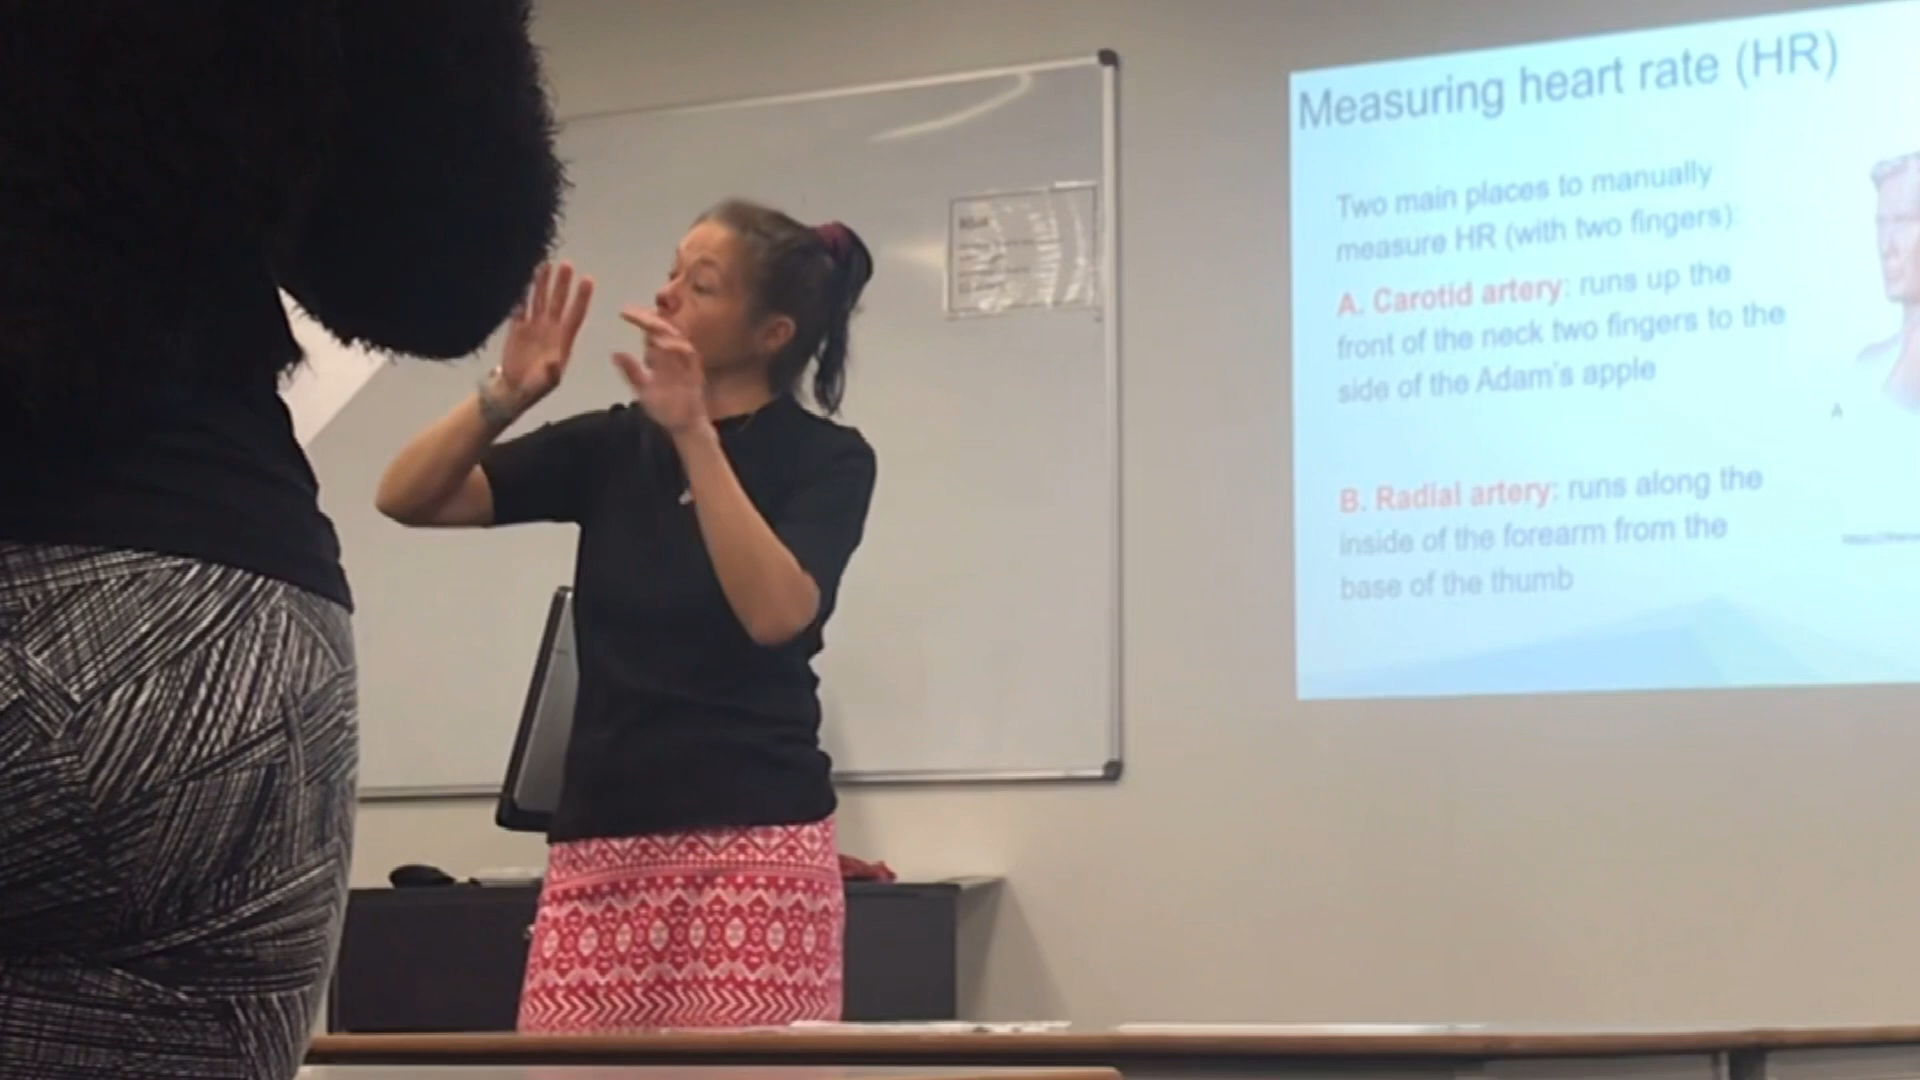 Measuring heart rate (HR)
Two main places to manually
measure HR (with two fingers):
A. Carotid artery: runs up the
front of the neck two fingers to the
side of the Adam's apple
A
B. Radial artery: runs along the
inside of the forearm from the
base of the thumb